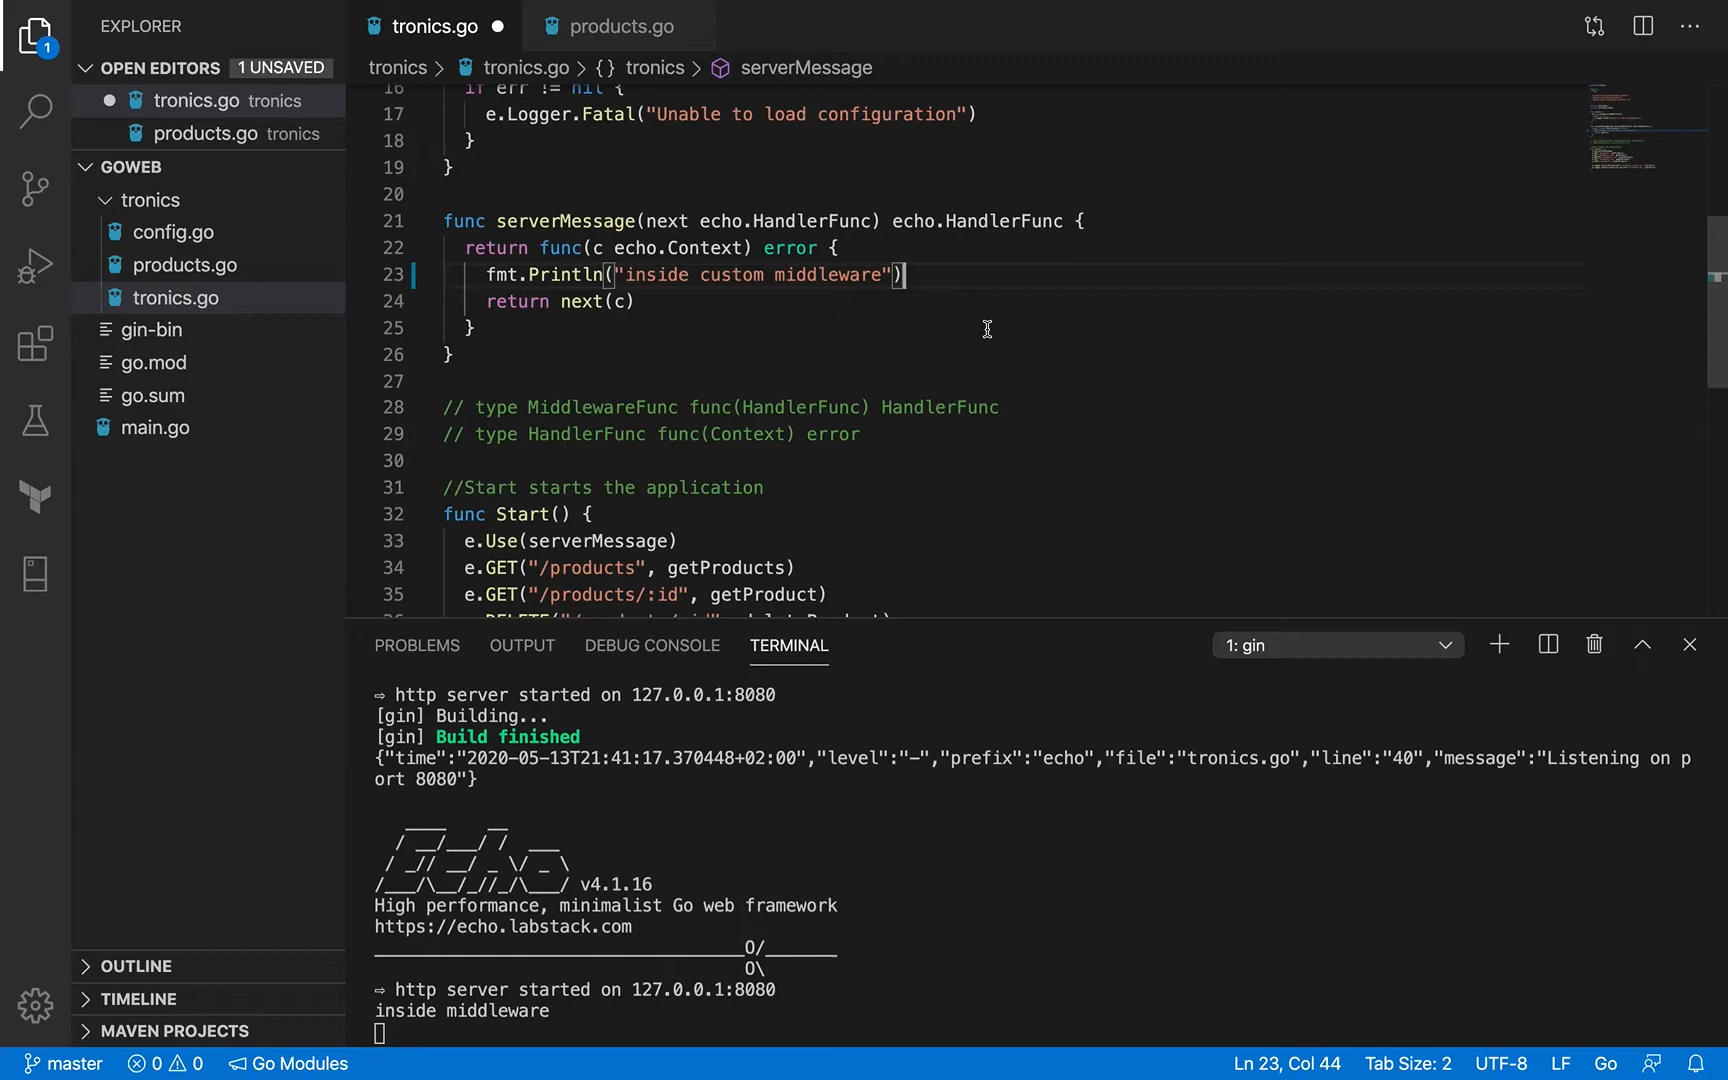 EXPLORER
OPEN EDITORS 1 UNSAVED
tronics.go tronics
products.go tronics
GOWEB
tronics
config.go
products.go
tronics.go
gin-bin
go.mod
go.sum
main.go
OUTLINE
TIMELINE
MAVEN PROJECTS
1
tronics.go
products.go
tronics > tronics.go > {} tronics > serverMessage
16 if err != nil {
17 e.Logger.Fatal("Unable to load configuration")
18 }
19 }
20
21 func serverMessage(next echo.HandlerFunc) echo.HandlerFunc {
22 return func(c echo.Context) error {
23 fmt.Println("inside custom middleware")
24 return next(c)
25 }
26 }
27
28 // type MiddlewareFunc func(HandlerFunc) HandlerFunc
29 // type HandlerFunc func(Context) error
30
31 //Start starts the application
32 func Start() {
33 e.Use(serverMessage)
34 e.GET("/products", getProducts)
35 e.GET("/products/:id", getProduct)
PROBLEMS OUTPUT DEBUG CONSOLE TERMINAL 1: gin
⇨ http server started on 127.0.0.1:8080
[gin] Building...
[gin] Build finished
{"time":"2020-05-13T21:41:17.370448+02:00","level":"-","prefix":"echo","file":"tronics.go","line":"40","message":"Listening on p
ort 8080"}
Echo v4.1.16
High performance, minimalist Go web framework
https://echo.labstack.com
____________________________________O/_______
O\
⇨ http server started on 127.0.0.1:8080
inside middleware
master 0 0 Go Modules Ln 23, Col 44 Tab Size: 2 UTF-8 LF Go